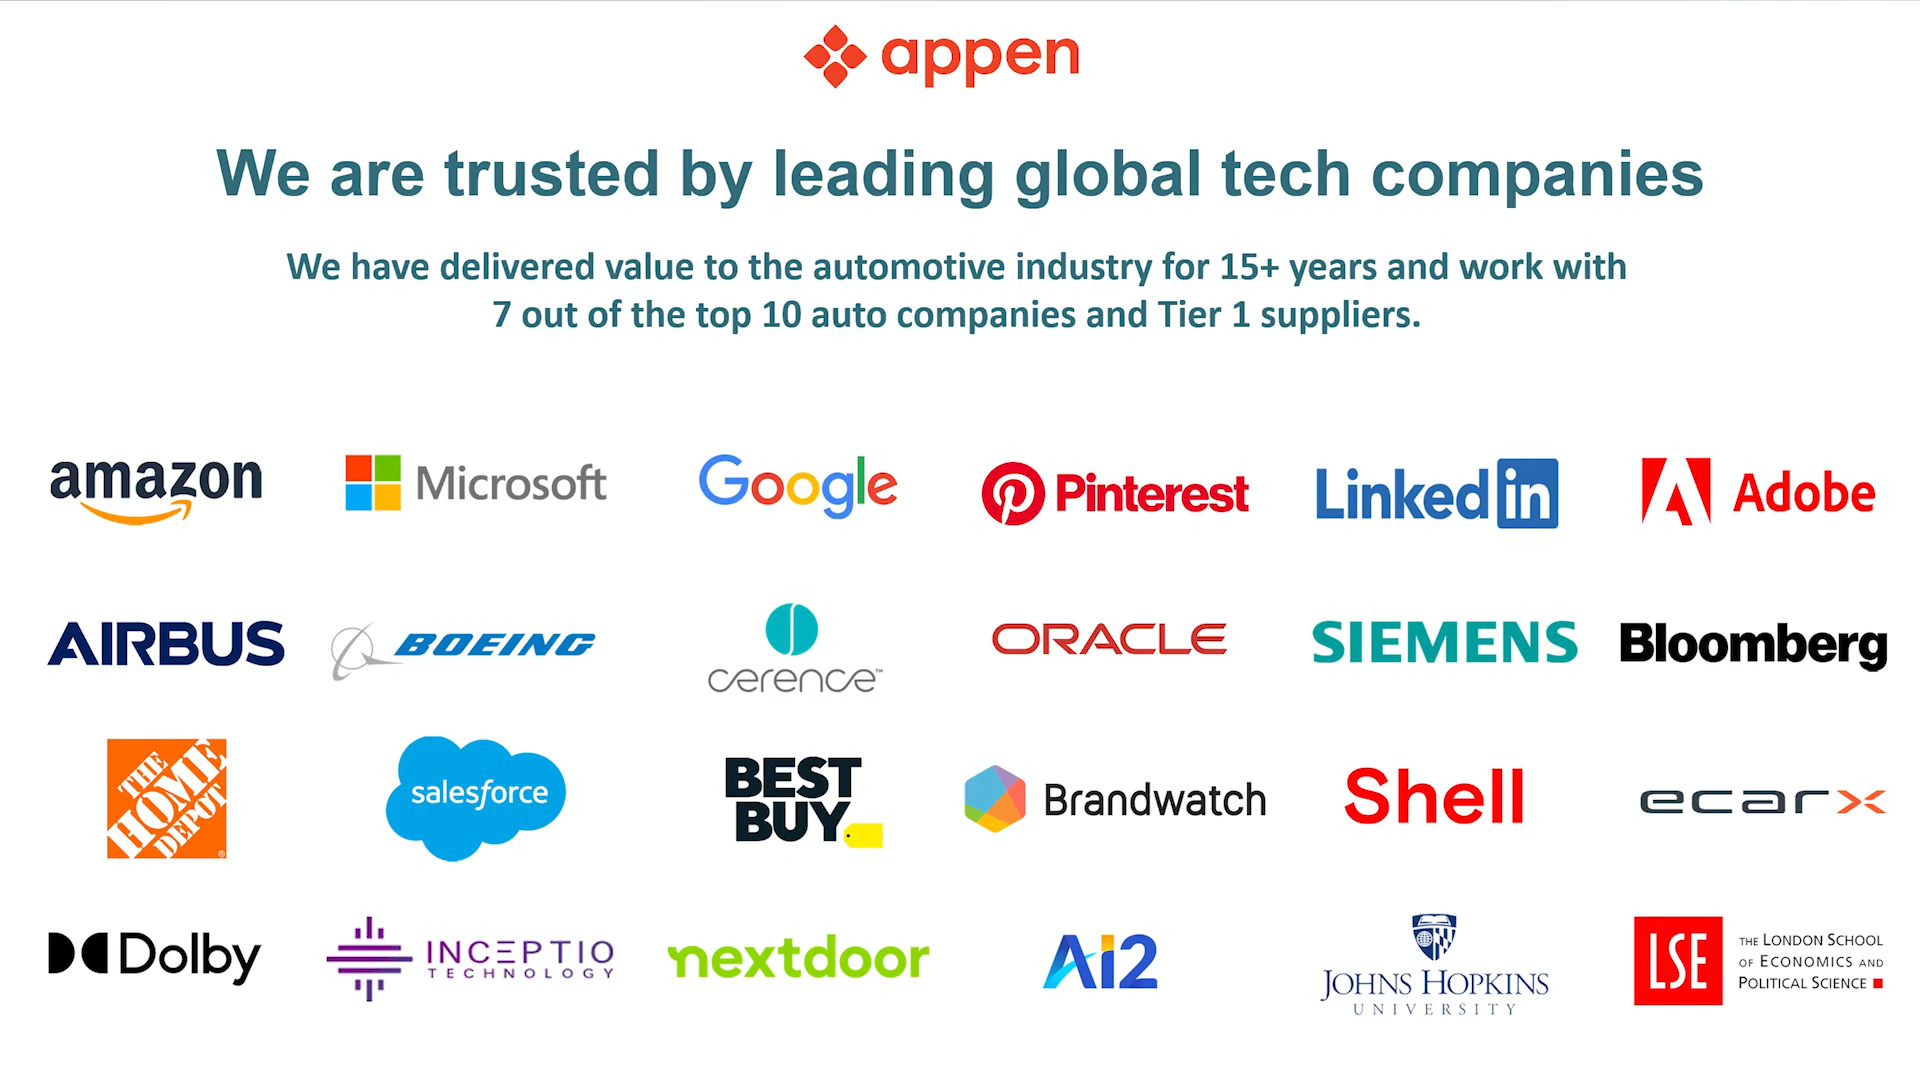 appen
We are trusted by leading global tech companies
We have delivered value to the automotive industry for 15+ years and work with
7 out of the top 10 auto companies and Tier 1 suppliers.
amazon
Microsoft
Google
Pinterest
Linked in
Adobe
AIRBUS
BOEING
cerence™
ORACLE
SIEMENS
Bloomberg
THE
HOME
DEPOT
®
salesforce
BEST
BUY
Brandwatch
Shell
ecarx
Dolby
INCEPTIO
TECHNOLOGY
nextdoor
Ai2
JOHNS HOPKINS
UNIVERSITY
LSE
THE LONDON SCHOOL
OF ECONOMICS AND
POLITICAL SCIENCE